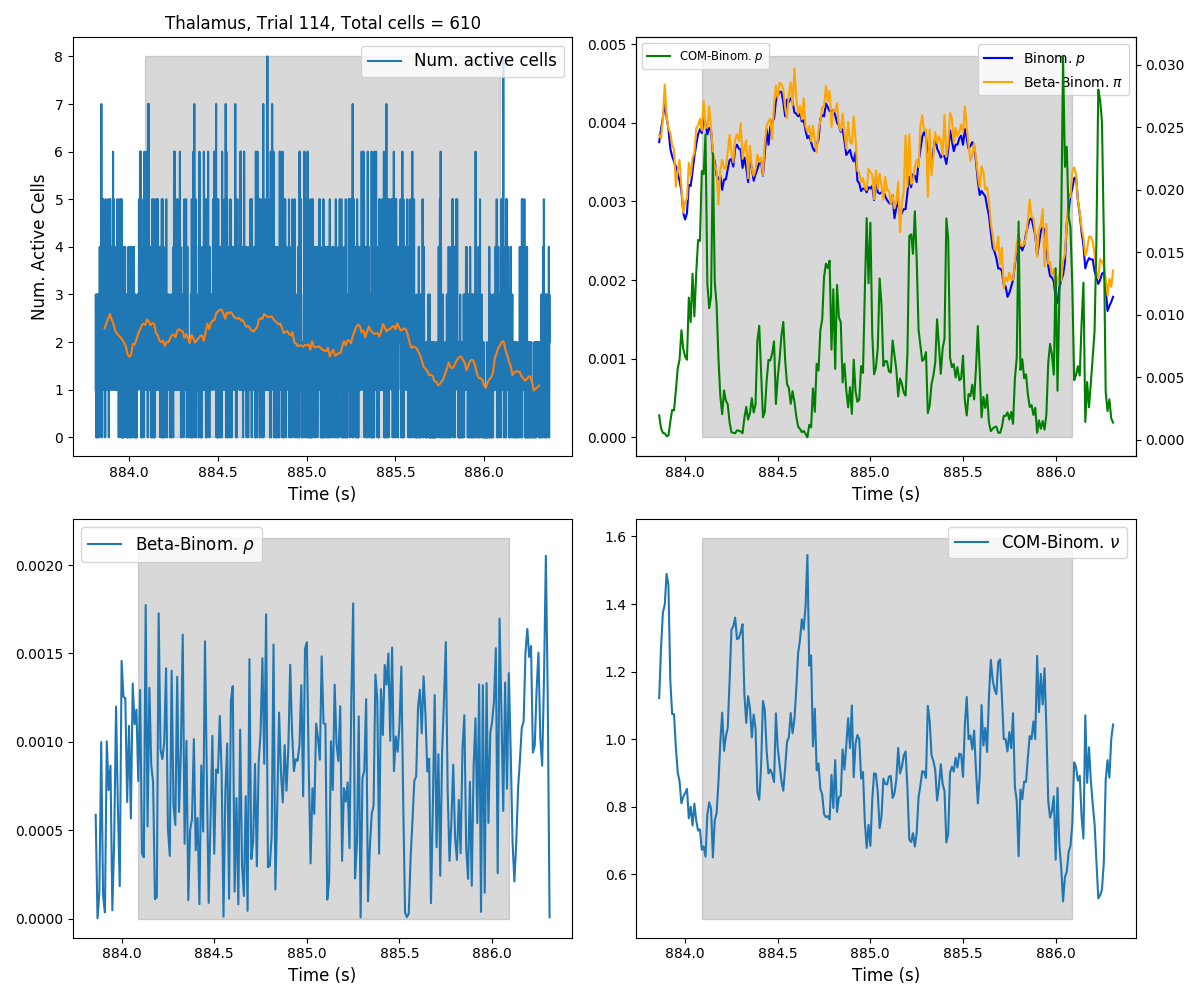 Thalamus, Trial 114, Total cells = 610
Num. active cells
Num. Active Cells
8
7
6
5
4
3
2
1
0
884.0 884.5 885.0 885.5 886.0
Time (s)
COM-Binom. p
Binom. p
Beta-Binom. π
0.005
0.004
0.003
0.002
0.001
0.000
0.030
0.025
0.020
0.015
0.010
0.005
0.000
884.0 884.5 885.0 885.5 886.0
Time (s)
Beta-Binom. ρ
0.0020
0.0015
0.0010
0.0005
0.0000
884.0 884.5 885.0 885.5 886.0
Time (s)
COM-Binom. ν
1.6
1.4
1.2
1.0
0.8
0.6
884.0 884.5 885.0 885.5 886.0
Time (s)